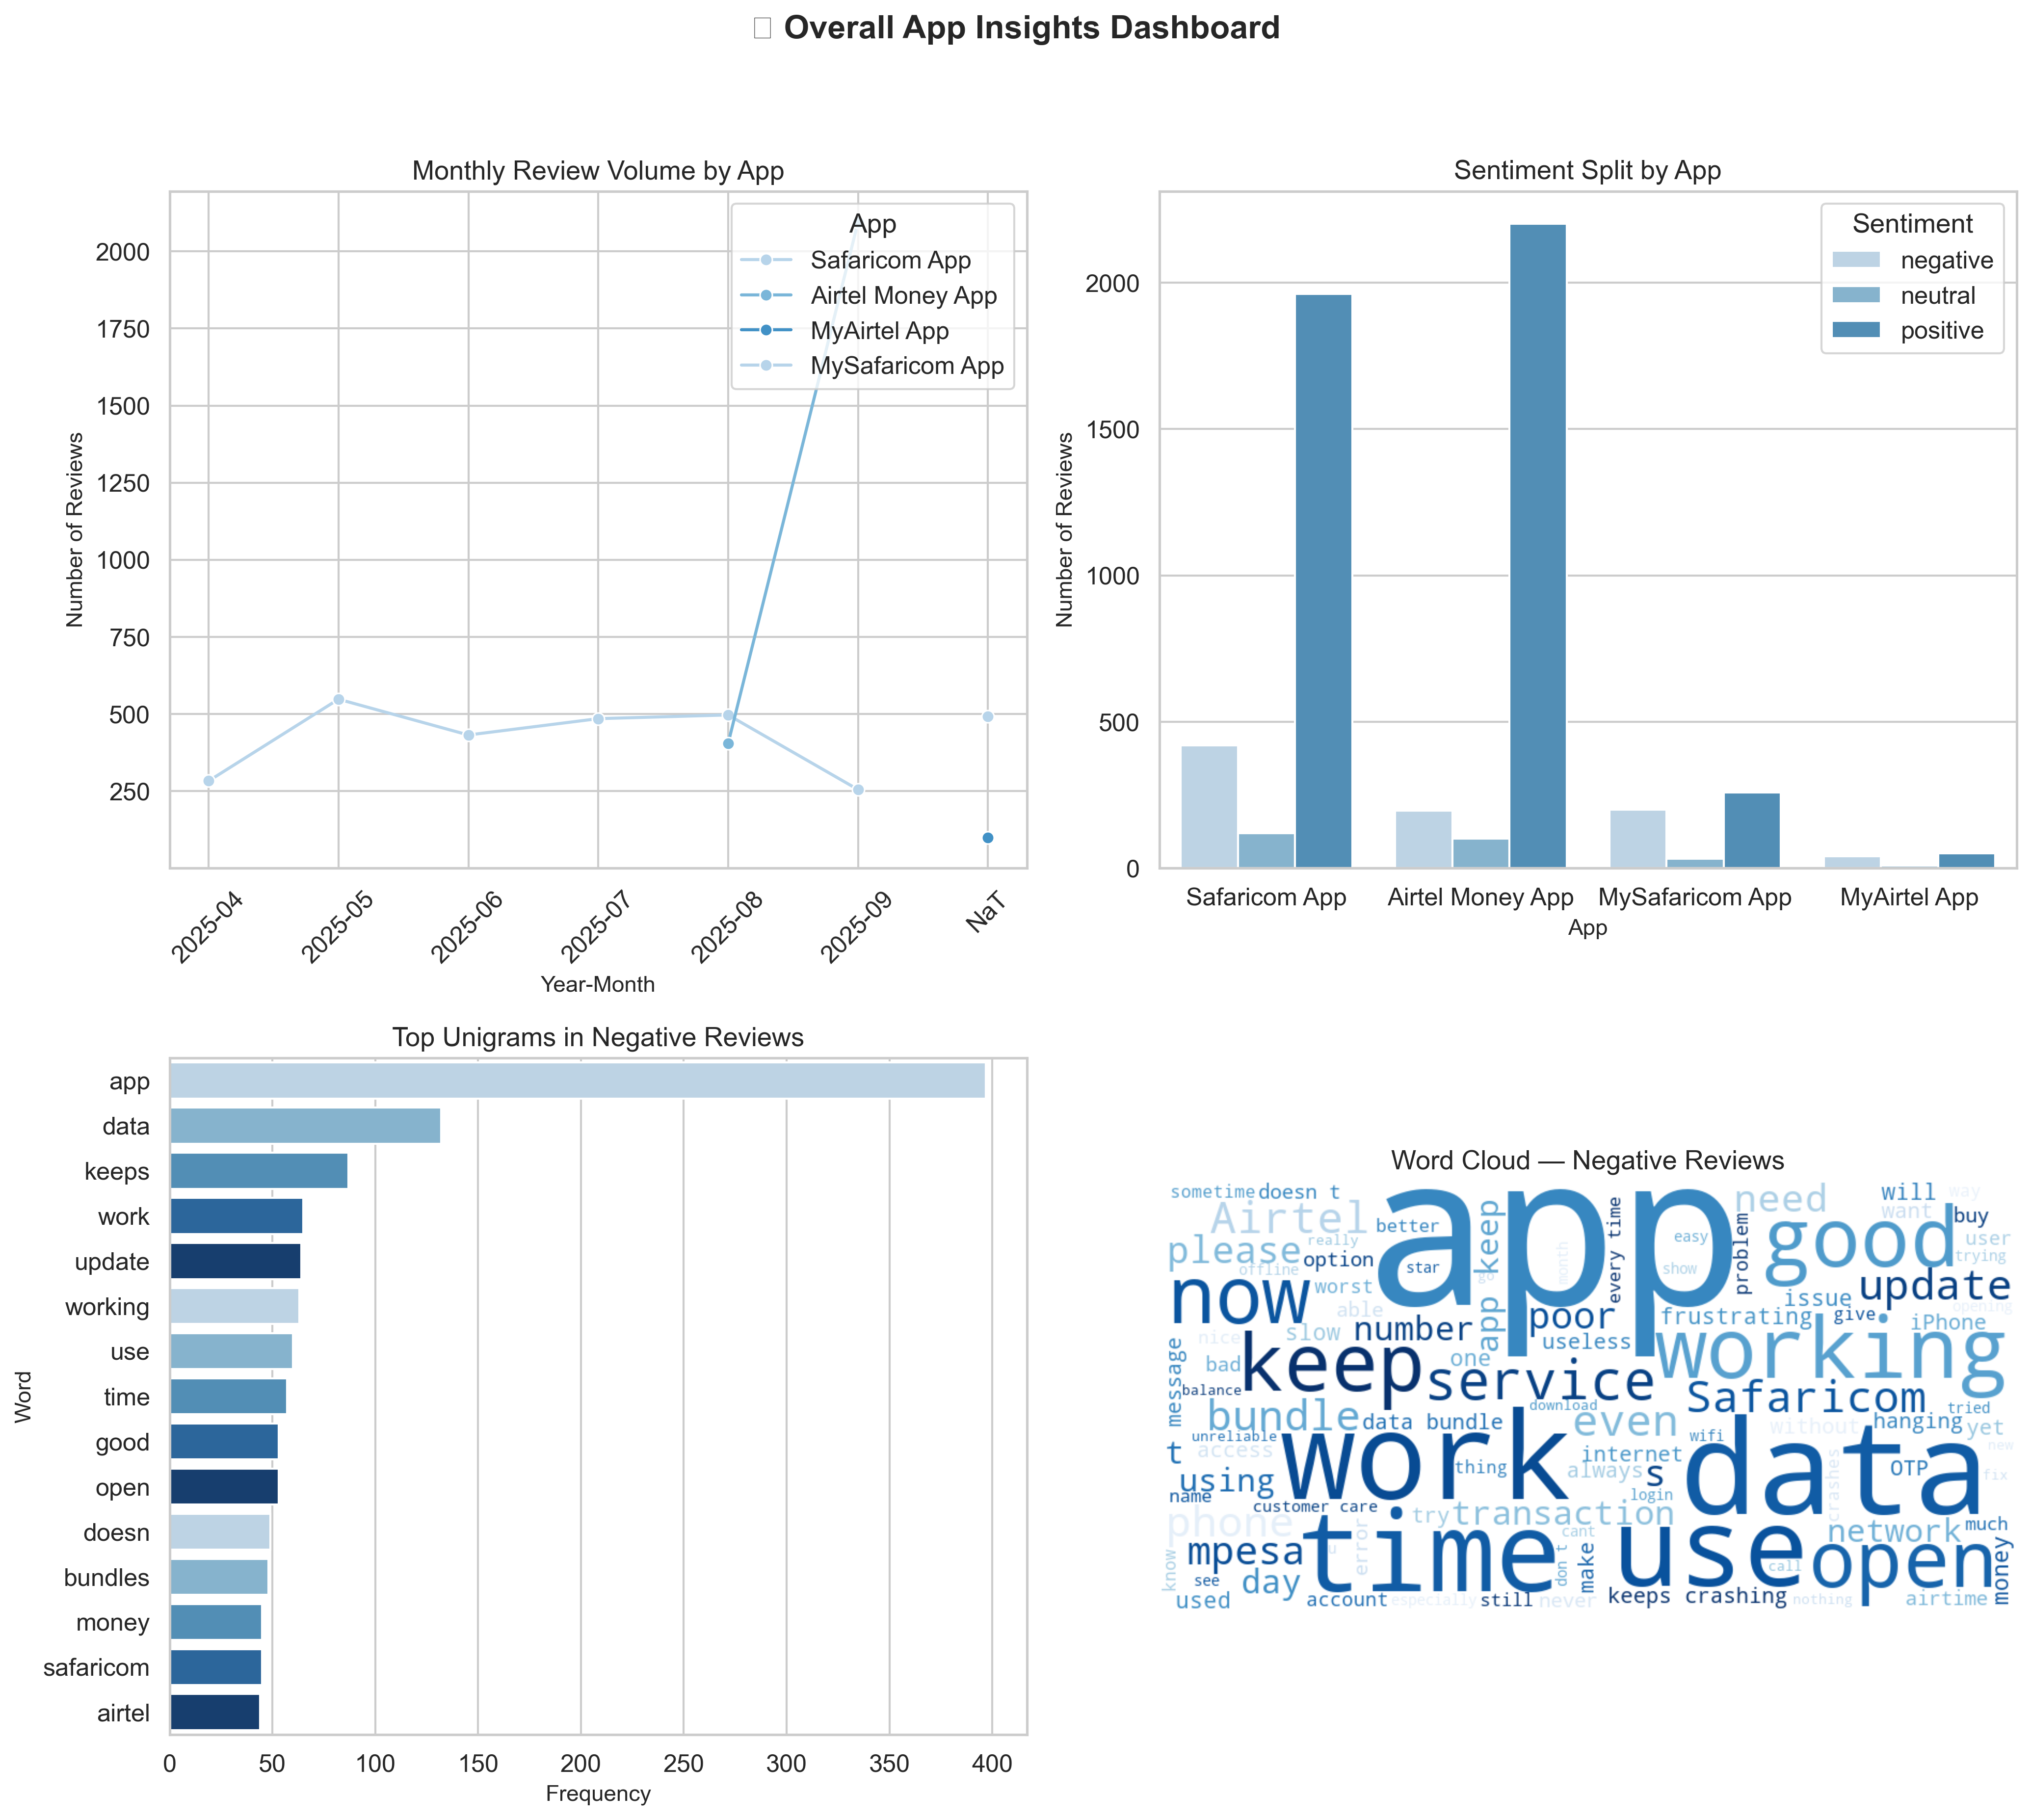 Overall App Insights Dashboard
Monthly Review Volume by App
Number of Reviews
2000
1750
1500
1250
1000
750
500
250
App
Safaricom App
Airtel Money App
MyAirtel App
MySafaricom App
2025-04
2025-05
2025-06
2025-07
2025-08
2025-09
NaT
Year-Month
Sentiment Split by App
Number of Reviews
2000
1500
1000
500
0
Sentiment
negative
neutral
positive
Safaricom App
Airtel Money App
MySafaricom App
MyAirtel App
App
Top Unigrams in Negative Reviews
Word
app
data
keeps
work
update
working
use
time
good
open
doesn
bundles
money
safaricom
airtel
0 50 100 150 200 250 300 350 400
Frequency
Word Cloud — Negative Reviews
sometime
doesn t
app
need
will
way
Airtel
better
app keep
every time
problem
want
buy
good
user
please
really
option
offline
star
go
month
easy
show
trying
now
worst
able
poor
issue
update
opening
nice
slow
number
useless
frustrating
give
iPhone
working
message
bad
balance
keep
one
service
Safaricom
bundle
data bundle
download
even
without
hanging
tried
yet
unreliable
access
t
work
thing
internet
wifi
data
new
using
always
s
OTP
crashes
fix
name
customer care
login
phone
try
transaction
network
much
error
u
time
cant
don t
use
open
money
know
mpesa
see
day
make
call
used
account
especially
still
never
keeps crashing
nothing
airtime